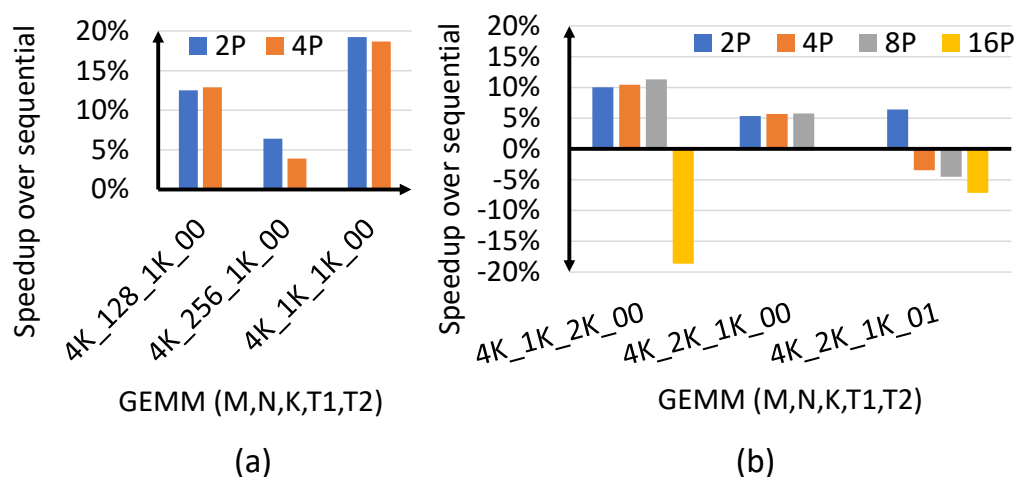 Speedup over sequential
20%
15%
10%
5%
0%
2P 4P
4K_128_1K_00
4K_256_1K_00
4K_1K_1K_00
GEMM (M,N,K,T1,T2)
(a)
Speedup over sequential
20%
15%
10%
5%
0%
-5%
-10%
-15%
-20%
2P 4P 8P 16P
4K_1K_2K_00
4K_2K_1K_00
4K_2K_1K_01
GEMM (M,N,K,T1,T2)
(b)